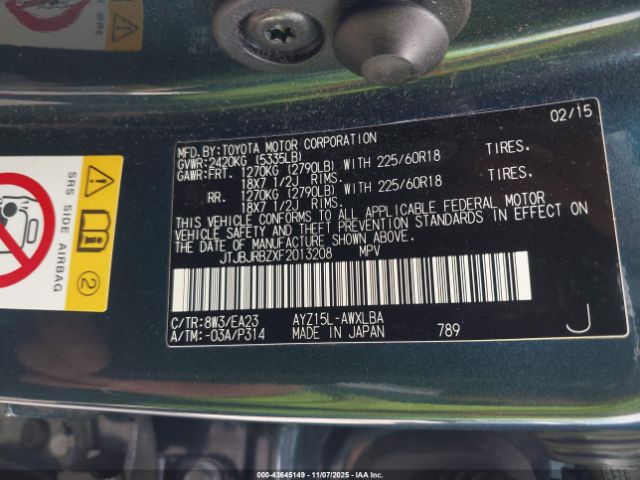 02/15
MFD.BY:TOYOTA MOTOR CORPORATION
GVWR:2420KG (5335LB)
GAWR:FRT. 1270KG (2790LB) WITH 225/60R18 TIRES.
18X7 1/2J RIMS.
RR. 1270KG (2790LB) WITH 225/60R18 TIRES.
18X7 1/2J RIMS.
THIS VEHICLE CONFORMS TO ALL APPLICABLE FEDERAL MOTOR
VEHICLE SAFETY AND THEFT PREVENTION STANDARDS IN EFFECT ON
THE DATE OF MANUFACTURE SHOWN ABOVE.
JTJBJRBZXF2013208 MPV
C/TR:8W3/EA23 AYZ15L-AWXLBA
A/TM:-03A/P314 MADE IN JAPAN 789 J
SRS SIDE AIRBAG
2
000-43645149 11/07/2025 IAA Inc.